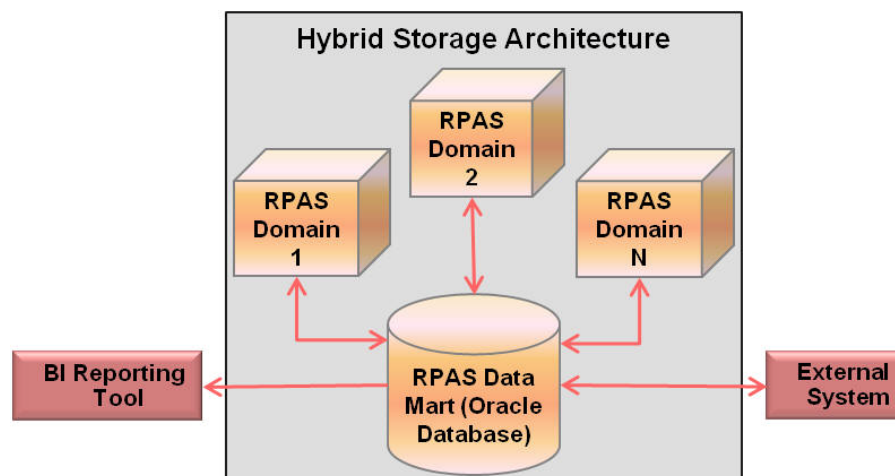 Hybrid Storage Architecture
RPAS
Domain
2
RPAS
Domain
1
RPAS
Domain
N
BI Reporting
Tool
RPAS Data
Mart (Oracle
Database)
External
System